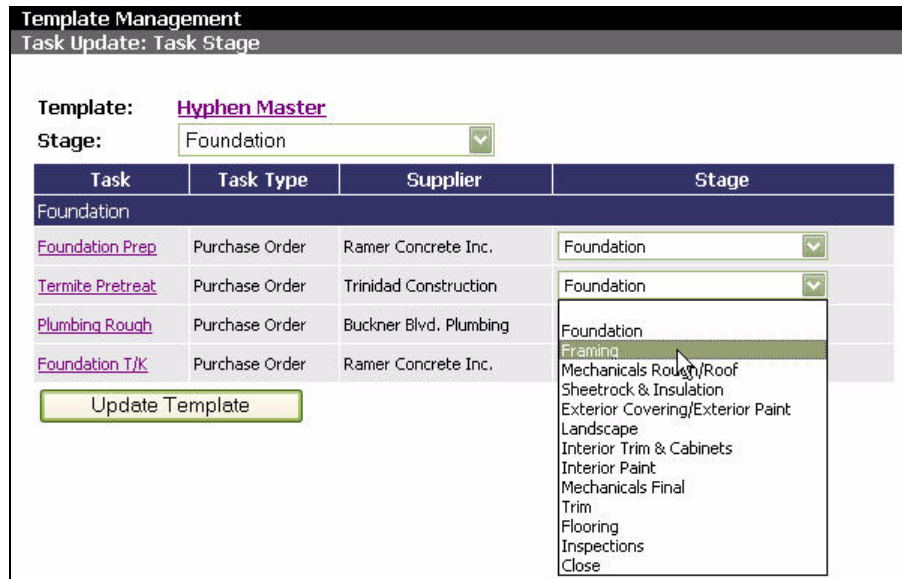 Template Management
Task Update: Task Stage
Template: Hyphen Master
Stage: Foundation
Task Task Type Supplier Stage
Foundation
Foundation Prep Purchase Order Ramer Concrete Inc. Foundation
Termite Pretreat Purchase Order Trinidad Construction Foundation
Plumbing Rough Purchase Order Buckner Blvd. Plumbing
Foundation T/K Purchase Order Ramer Concrete Inc.
Update Template
Foundation
Framing
Mechanicals Rough/Roof
Sheetrock & Insulation
Exterior Covering/Exterior Paint
Landscape
Interior Trim & Cabinets
Interior Paint
Mechanicals Final
Trim
Flooring
Inspections
Close